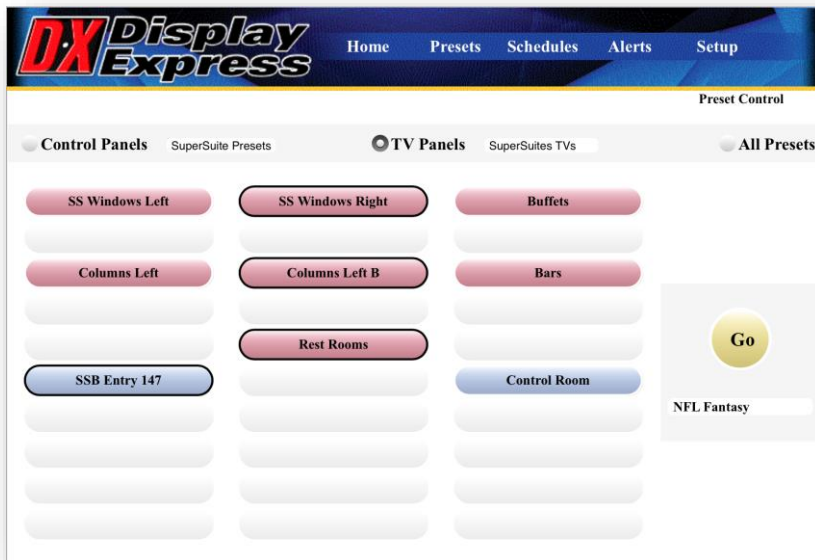 DX Display Express
Home Presets Schedules Alerts Setup
Preset Control
Control Panels SuperSuite Presets TV Panels SuperSuites TVs All Presets
SS Windows Left SS Windows Right Buffets
Columns Left Columns Left B Bars
Rest Rooms
Go
SSB Entry 147 Control Room
NFL Fantasy